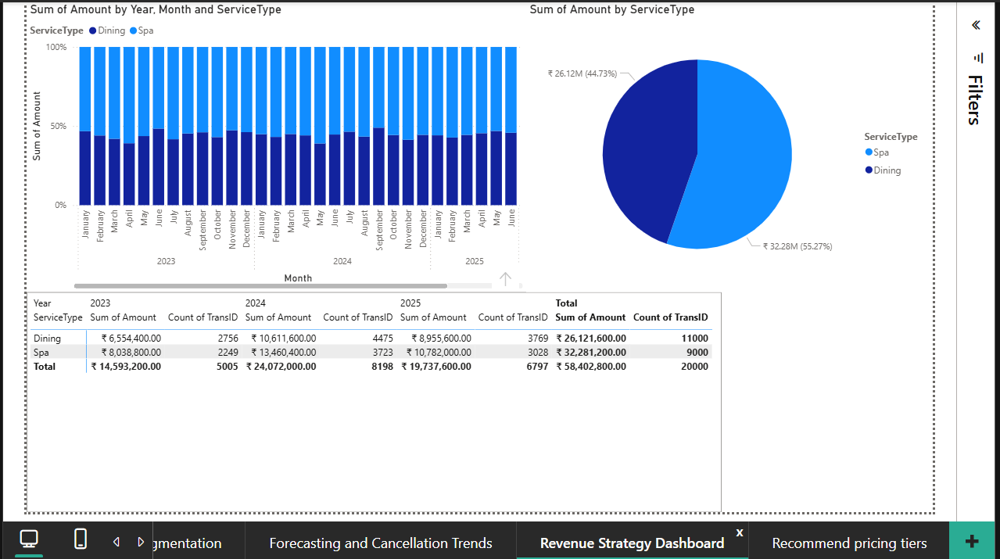 Sum of Amount by Year, Month and ServiceType
ServiceType Dining Spa
100%
50%
0%
Sum of Amount
January February March April May June July August September October November December January February March April May June July August September October November December January February March April May June
2023 2024 2025
Month
Sum of Amount by ServiceType
₹ 26.12M (44.73%)
₹ 32.28M (55.27%)
ServiceType
Spa
Dining
Filters
Year 2023 2024 2025 Total
ServiceType Sum of Amount Count of TransID Sum of Amount Count of TransID Sum of Amount Count of TransID Sum of Amount Count of TransID
Dining ₹ 6,554,400.00 2756 ₹ 10,611,600.00 4475 ₹ 8,955,600.00 3769 ₹ 26,121,600.00 11000
Spa ₹ 8,038,800.00 2249 ₹ 13,460,400.00 3723 ₹ 10,782,000.00 3028 ₹ 32,281,200.00 9000
Total ₹ 14,593,200.00 5005 ₹ 24,072,000.00 8198 ₹ 19,737,600.00 6797 ₹ 58,402,800.00 20000
gmentation Forecasting and Cancellation Trends Revenue Strategy Dashboard x Recommend pricing tiers +